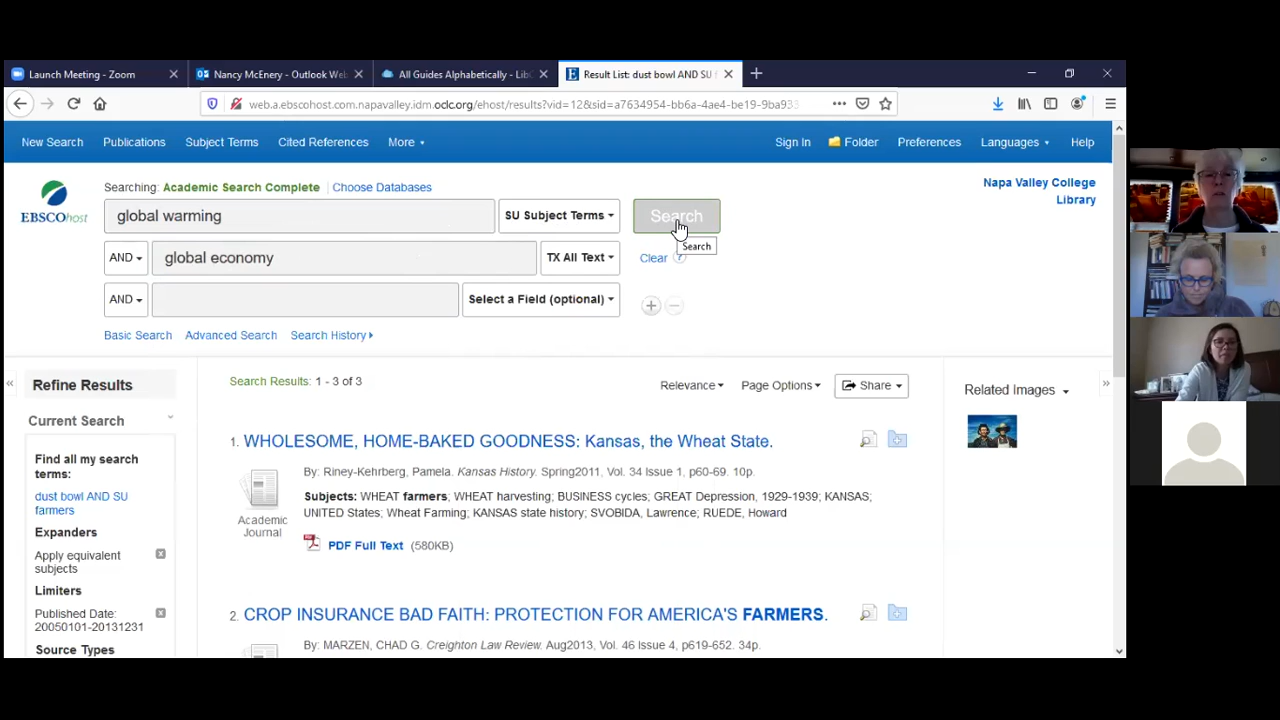 Launch Meeting - Zoom
Nancy McEnery - Outlook Web
All Guides Alphabetically - LibG
Result List: dust bowl AND SU f
web.a.ebscohost.com.napavalley.idm.oclc.org/ehost/results?vid=12&sid=a7634954-bb6a-4ae4-be19-9ba933
New Search Publications Subject Terms Cited References More Sign In Folder Preferences Languages Help
Searching: Academic Search Complete Choose Databases
Napa Valley College
Library
EBSCOhost
global warming SU Subject Terms Search
Search
AND global economy TX All Text Clear ?
AND Select a Field (optional)
Basic Search Advanced Search Search History
Refine Results
Current Search
Find all my search
terms:
dust bowl AND SU
farmers
Expanders
Apply equivalent
subjects
Limiters
Published Date:
20050101-20131231
Source Types
Search Results: 1 - 3 of 3
Relevance Page Options Share
Related Images
1. WHOLESOME, HOME-BAKED GOODNESS: Kansas, the Wheat State.
By: Riney-Kehrberg, Pamela. Kansas History. Spring2011, Vol. 34 Issue 1, p60-69. 10p.
Subjects: WHEAT farmers; WHEAT harvesting; BUSINESS cycles; GREAT Depression, 1929-1939; KANSAS;
UNITED States; Wheat Farming; KANSAS state history; SVOBIDA, Lawrence; RUEDE, Howard
Academic
Journal
PDF Full Text (580KB)
2. CROP INSURANCE BAD FAITH: PROTECTION FOR AMERICA'S FARMERS.
By: MARZEN, CHAD G. Creighton Law Review. Aug2013, Vol. 46 Issue 4, p619-652. 34p.